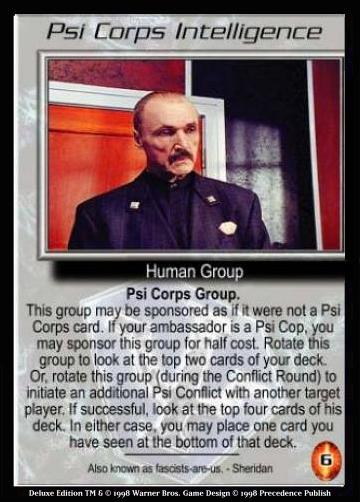 Psi Corps Intelligence
Human Group
Psi Corps Group.
This group may be sponsored as if it were not a Psi
Corps card. If your ambassador is a Psi Cop, you
may sponsor this group for half cost. Rotate this
group to look at the top two cards of your deck.
Or, rotate this group (during the Conflict Round) to
initiate an additional Psi Conflict with another target
player. If successful, look at the top four cards of his
deck. In either case, you may place one card you
have seen at the bottom of that deck.
6
Also known as fascists-are-us. - Sheridan
Deluxe Edition TM & © 1998 Warner Bros. Game Design © 1998 Precedence Publish